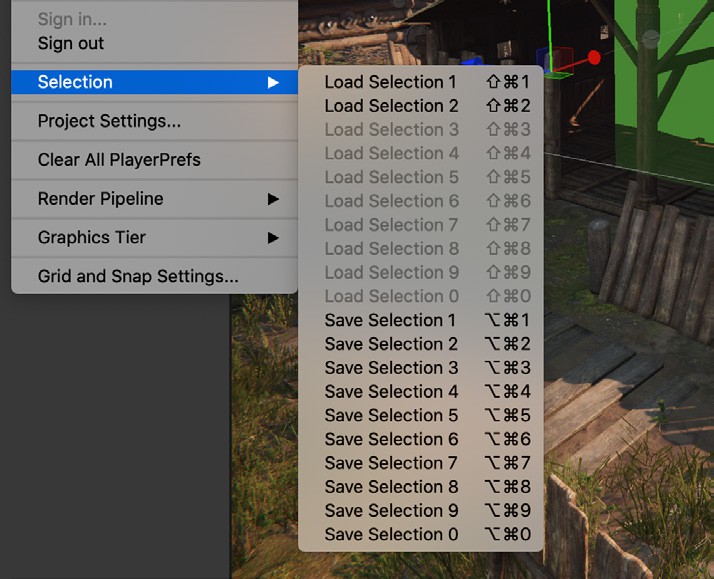 Sign in...
Sign out
Selection ▶
Project Settings...
Clear All PlayerPrefs
Render Pipeline ▶
Graphics Tier ▶
Grid and Snap Settings...
Load Selection 1 ⇧⌘1
Load Selection 2 ⇧⌘2
Load Selection 3 ⇧⌘3
Load Selection 4 ⇧⌘4
Load Selection 5 ⇧⌘5
Load Selection 6 ⇧⌘6
Load Selection 7 ⇧⌘7
Load Selection 8 ⇧⌘8
Load Selection 9 ⇧⌘9
Load Selection 0 ⇧⌘0
Save Selection 1 ⌥⌘1
Save Selection 2 ⌥⌘2
Save Selection 3 ⌥⌘3
Save Selection 4 ⌥⌘4
Save Selection 5 ⌥⌘5
Save Selection 6 ⌥⌘6
Save Selection 7 ⌥⌘7
Save Selection 8 ⌥⌘8
Save Selection 9 ⌥⌘9
Save Selection 0 ⌥⌘0